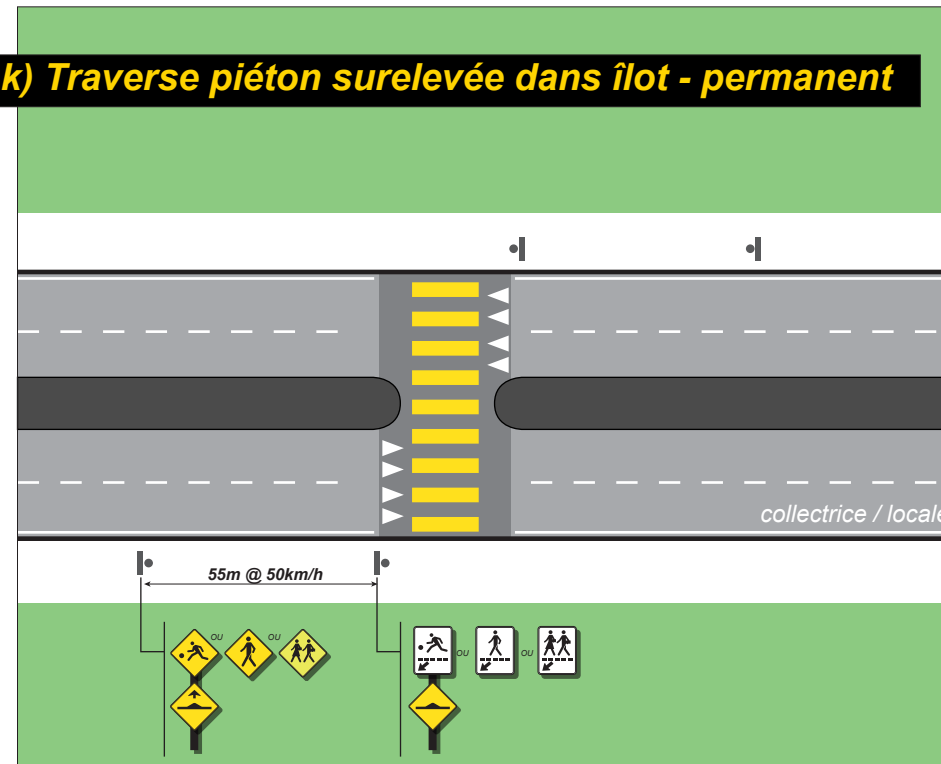 k) Traverse piéton surelevée dans îlot - permanent
collectrice / locale
55m @ 50km/h
OU
OU
OU
OU